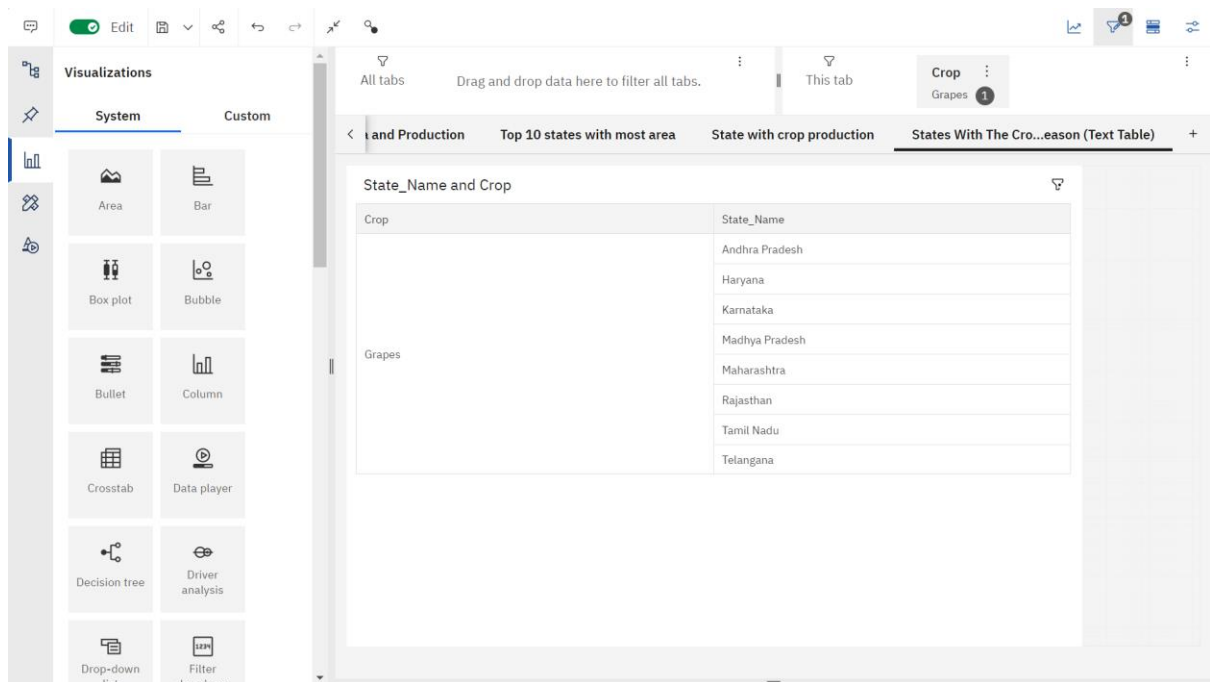 Edit
Visualizations
System Custom
Area Bar
Box plot Bubble
Bullet Column
Crosstab Data player
Decision tree Driver
analysis
Drop-down Filter
All tabs Drag and drop data here to filter all tabs.
This tab
Crop
Grapes 1
1
and Production Top 10 states with most area State with crop production States With The Cro...eason (Text Table) +
State_Name and Crop
Crop State_Name
Grapes
Andhra Pradesh
Haryana
Karnataka
Madhya Pradesh
Maharashtra
Rajasthan
Tamil Nadu
Telangana